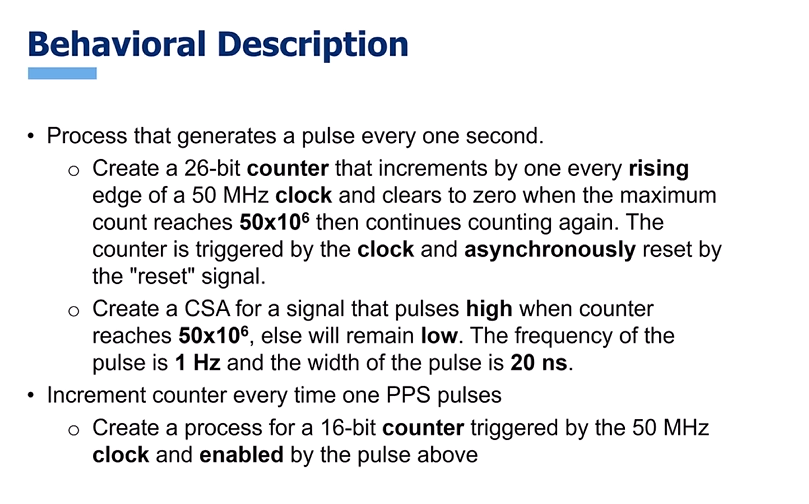 Behavioral Description
• Process that generates a pulse every one second.
o Create a 26-bit counter that increments by one every rising
edge of a 50 MHz clock and clears to zero when the maximum
count reaches 50x10⁶ then continues counting again. The
counter is triggered by the clock and asynchronously reset by
the "reset" signal.
o Create a CSA for a signal that pulses high when counter
reaches 50x10⁶, else will remain low. The frequency of the
pulse is 1 Hz and the width of the pulse is 20 ns.
• Increment counter every time one PPS pulses
o Create a process for a 16-bit counter triggered by the 50 MHz
clock and enabled by the pulse above